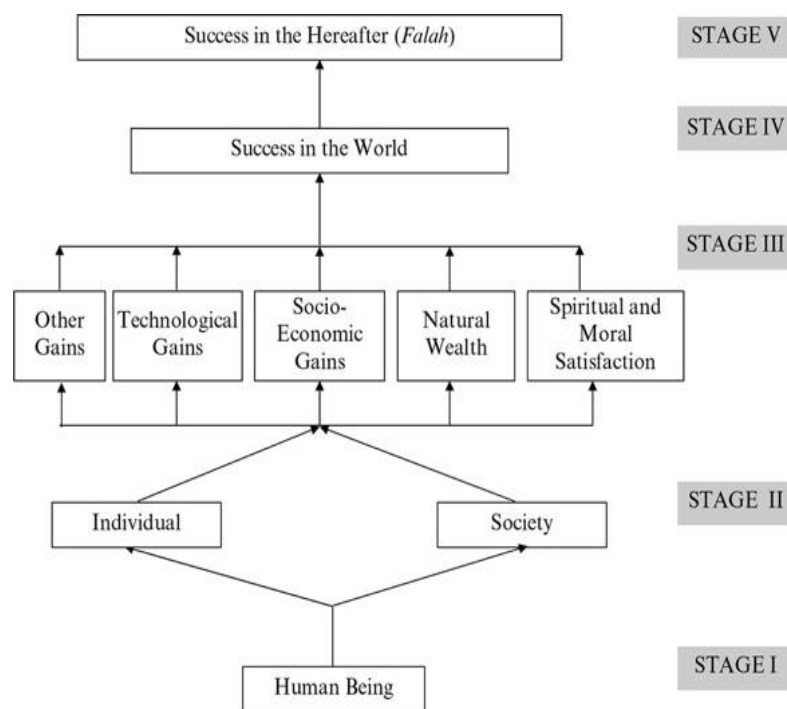 Success in the Hereafter (Falah)
STAGE V
Success in the World
STAGE IV
STAGE III
Other
Gains
Technological
Gains
Socio-
Economic
Gains
Natural
Wealth
Spiritual and
Moral
Satisfaction
STAGE II
Individual
Society
STAGE I
Human Being